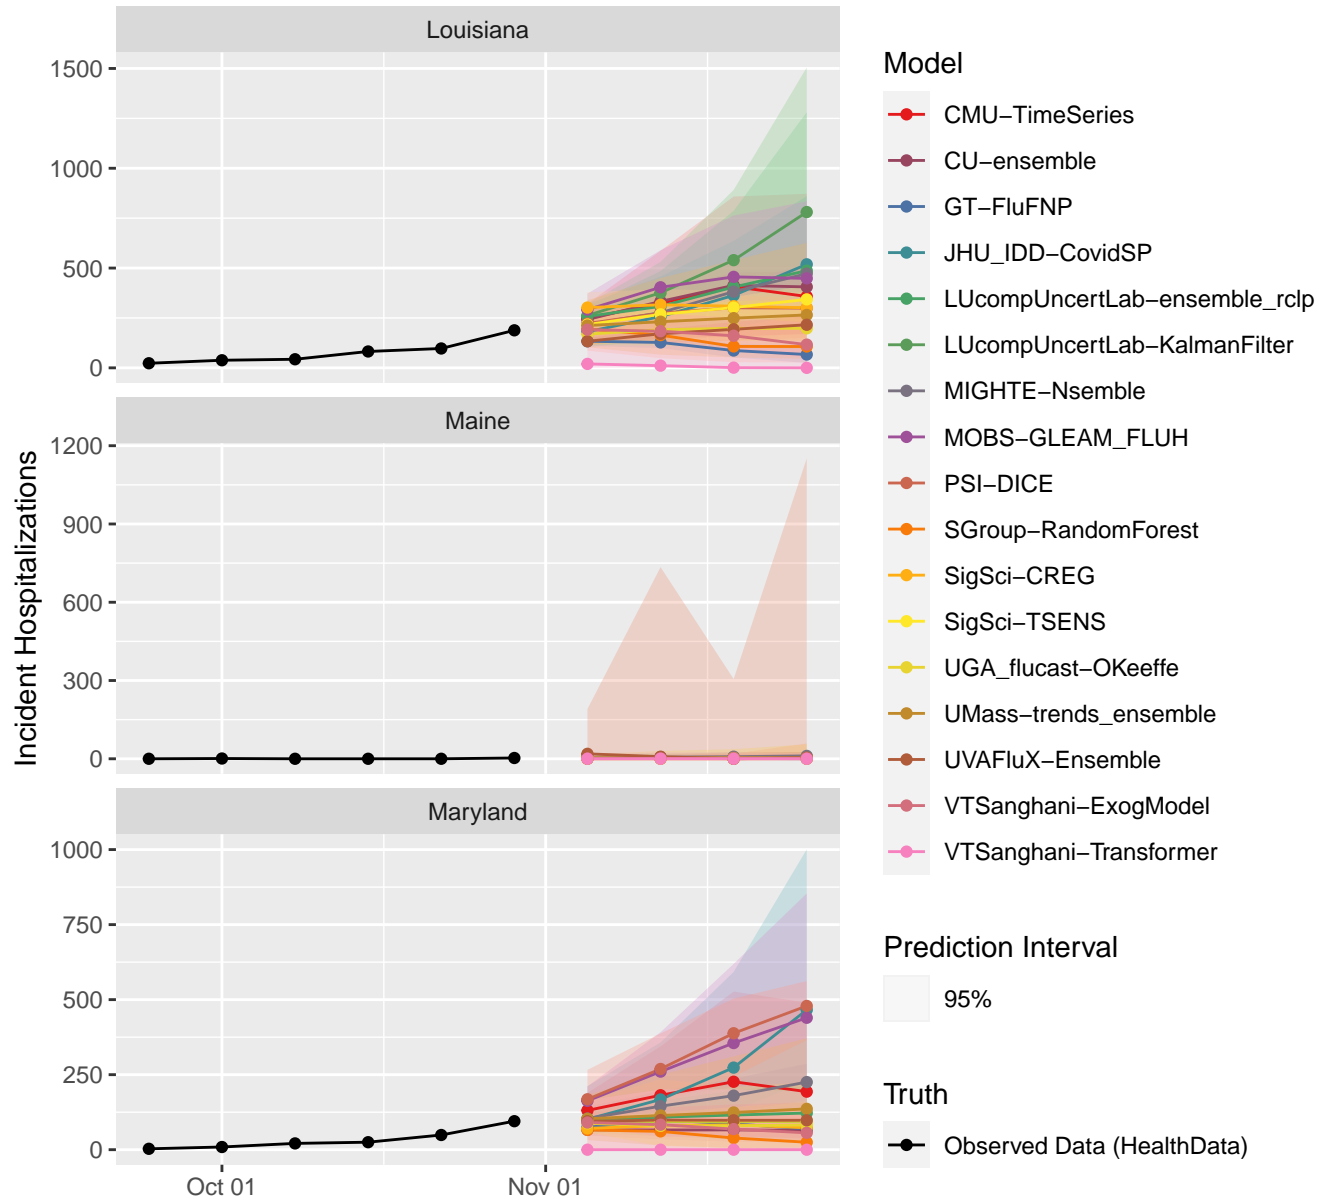 Louisiana
1500
1000
500
0
Maine
1200
900
600
300
0
Maryland
1000
750
500
250
0
Oct 01
Nov 01
Incident Hospitalizations
Model
CMU−TimeSeries
CU−ensemble
GT−FluFNP
JHU_IDD−CovidSP
LUcompUncertLab−ensemble_rclp
LUcompUncertLab−KalmanFilter
MIGHTE−Nsemble
MOBS−GLEAM_FLUH
PSI−DICE
SGroup−RandomForest
SigSci−CREG
SigSci−TSENS
UGA_flucast−OKeeffe
UMass−trends_ensemble
UVAFluX−Ensemble
VTSanghani−ExogModel
VTSanghani−Transformer
Prediction Interval
95%
Truth
Observed Data (HealthData)